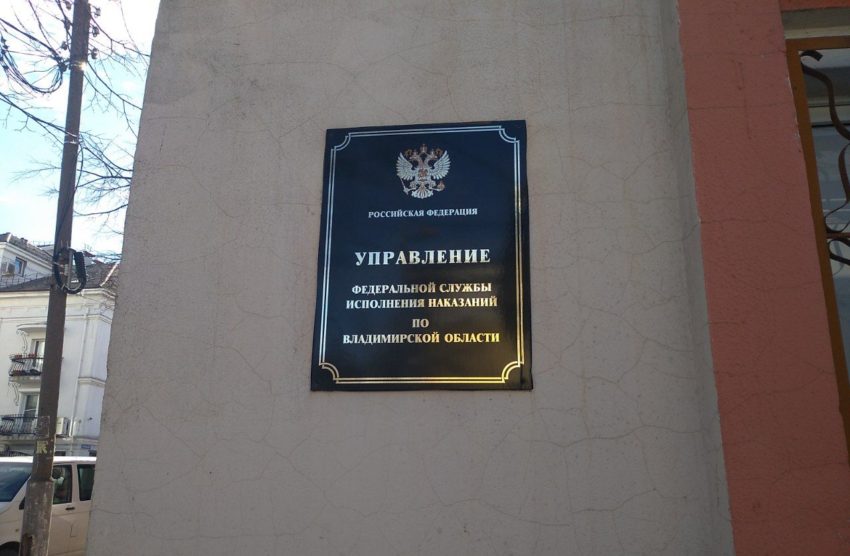 РОССИЙСКАЯ ФЕДЕРАЦИЯ
УПРАВЛЕНИЕ
ФЕДЕРАЛЬНОЙ СЛУЖБЫ
ИСПОЛНЕНИЯ НАКАЗАНИЙ
ПО
ВЛАДИМИРСКОЙ ОБЛАСТИ